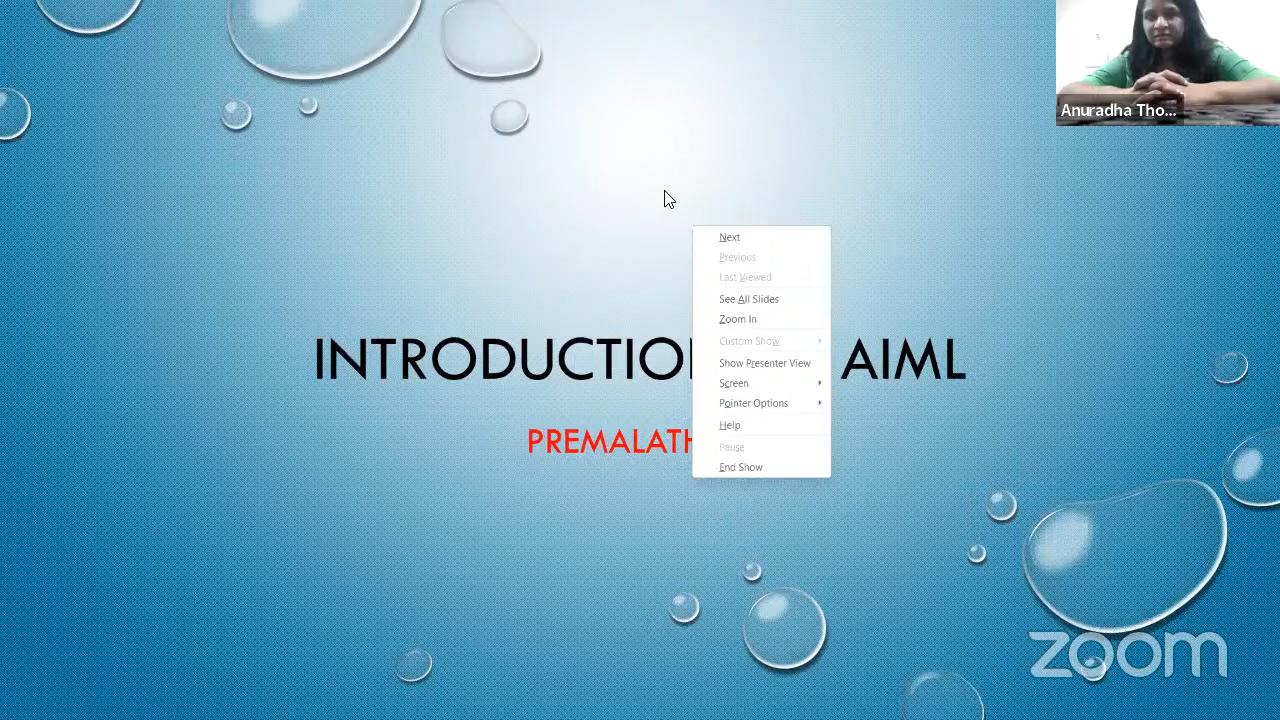 Anuradha Tho...
Next
Previous
Last Viewed
See All Slides
Zoom In
Custom Show
Show Presenter View
Screen
Pointer Options
Help
Pause
End Show
INTRODUCTIO AIML
PREMALATH
zoom